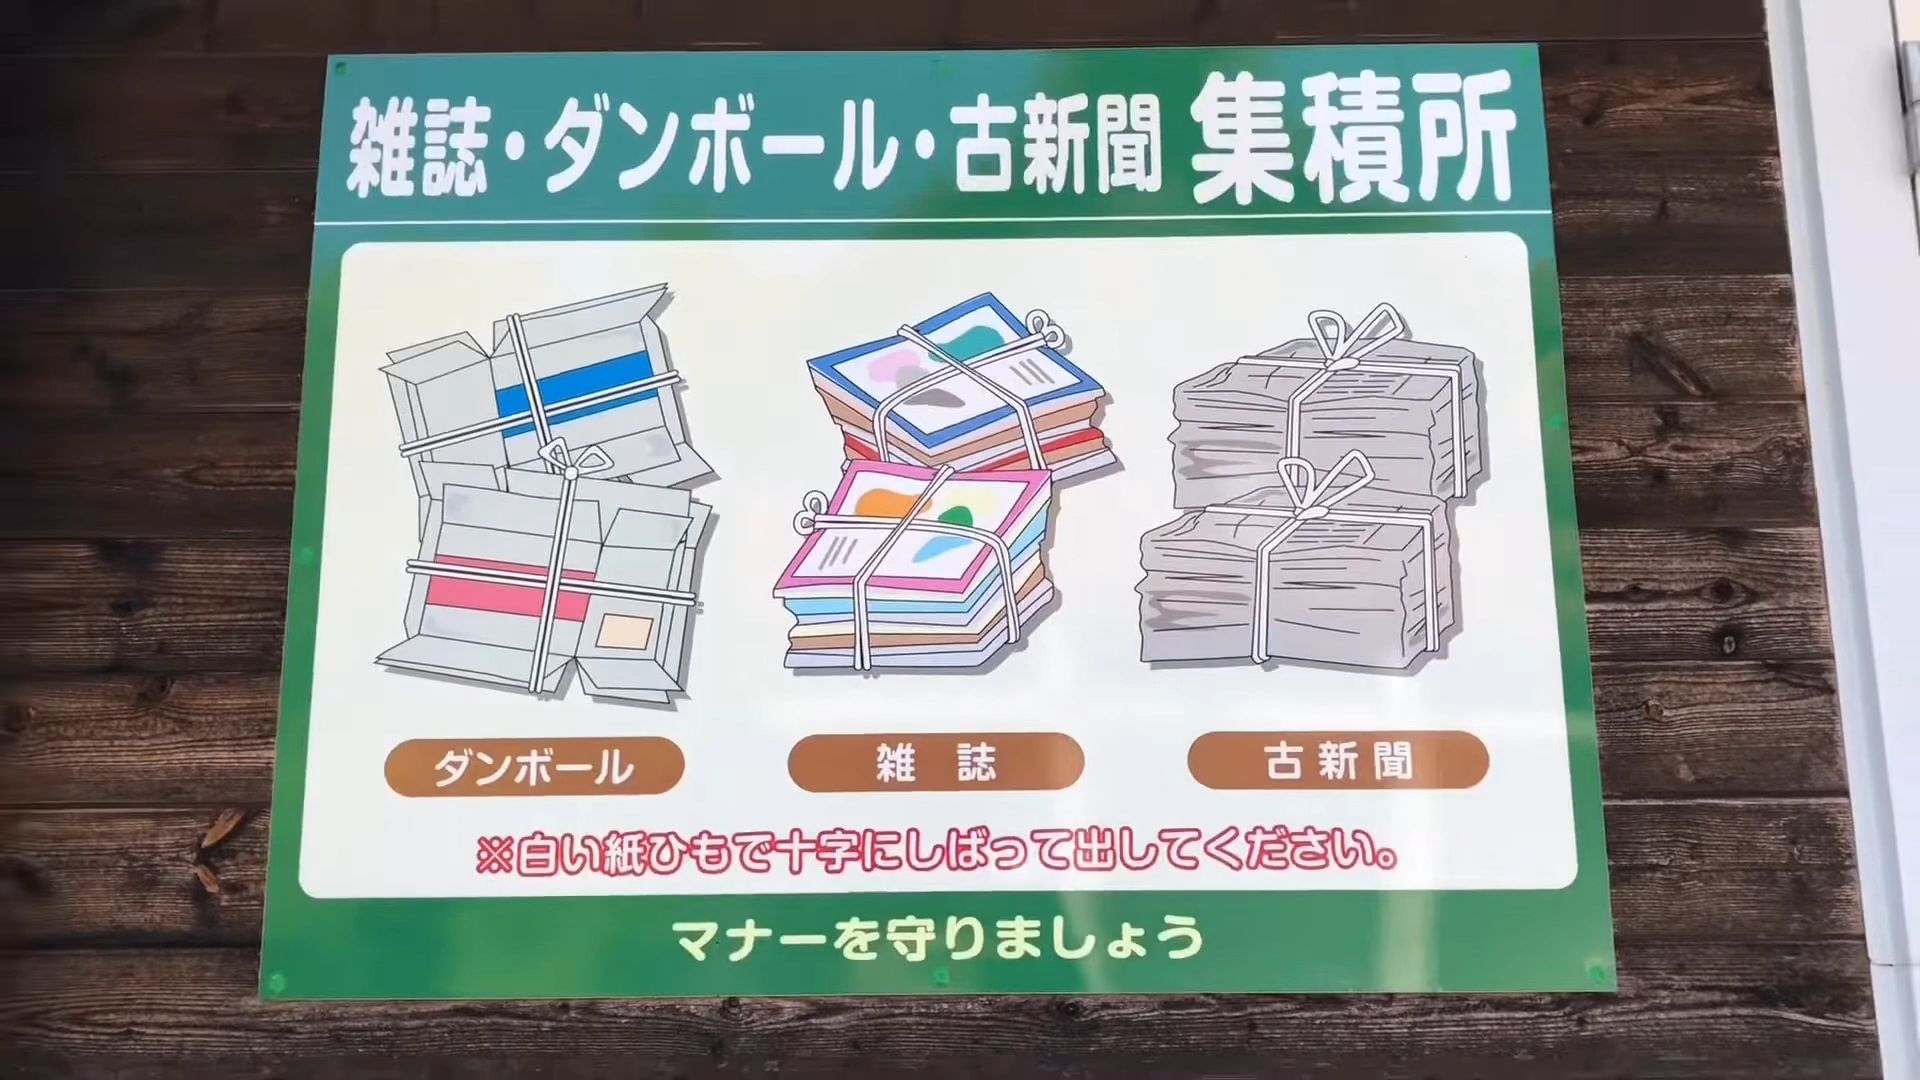 雑誌・ダンボール・古新聞 集積所
ダンボール
雑 誌
古新聞
※白い紙ひもで十字にしばって出してください。
マナーを守りましょう